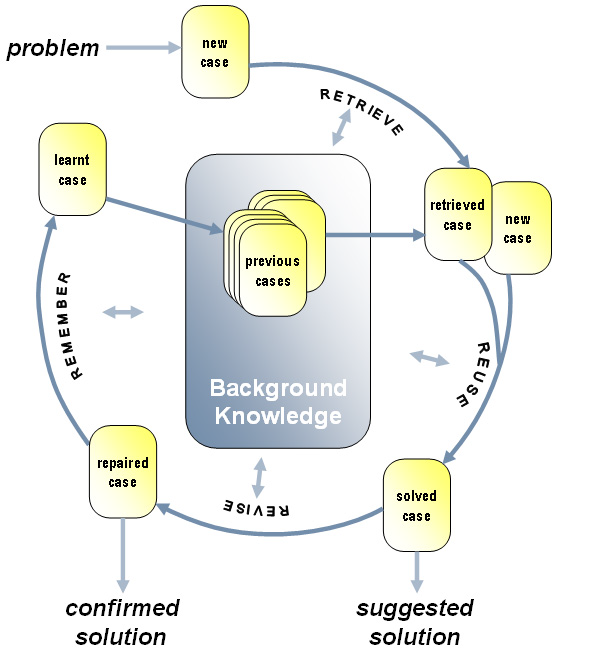 problem
new
case
RETRIEVE
learnt
case
retrieved
case
new
case
previous
cases
REMEMBER
REUSE
Background
Knowledge
repaired
case
REVISE
solved
case
confirmed
solution
suggested
solution